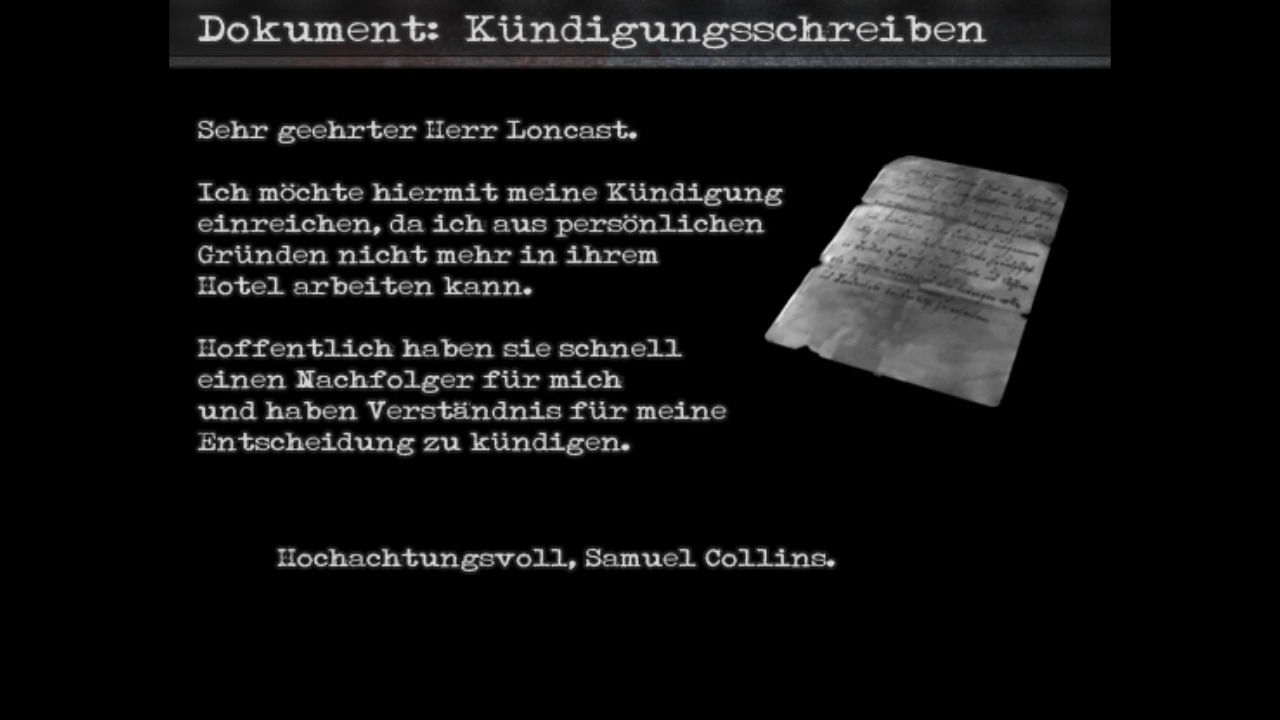 Dokument: Kündigungsschreiben
Sehr geehrter Herr Loncast.
Ich möchte hiermit meine Kündigung
einreichen, da ich aus persönlichen
Gründen nicht mehr in ihrem
Hotel arbeiten kann.
Hoffentlich haben sie schnell
einen Nachfolger für mich
und haben Verständnis für meine
Entscheidung zu kündigen.
Hochachtungsvoll, Samuel Collins.